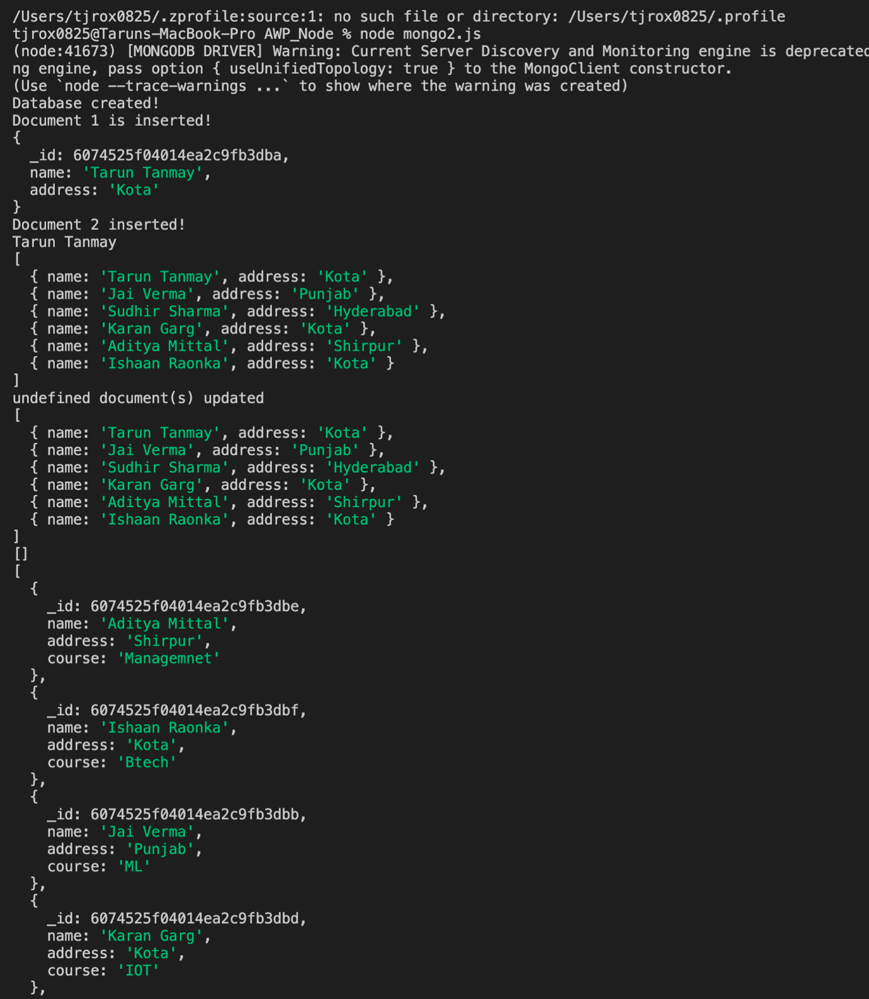 /Users/tjrox0825/.zprofile:source:1: no such file or directory: /Users/tjrox0825/.profile
tjrox0825@Taruns-MacBook-Pro AWP_Node % node mongo2.js
(node:41673) [MONGODB DRIVER] Warning: Current Server Discovery and Monitoring engine is deprecated
ng engine, pass option { useUnifiedTopology: true } to the MongoClient constructor.
(Use `node --trace-warnings ...` to show where the warning was created)
Database created!
Document 1 is inserted!
{
  _id: 6074525f04014ea2c9fb3dba,
  name: 'Tarun Tanmay',
  address: 'Kota'
}
Document 2 inserted!
Tarun Tanmay
[
  { name: 'Tarun Tanmay', address: 'Kota' },
  { name: 'Jai Verma', address: 'Punjab' },
  { name: 'Sudhir Sharma', address: 'Hyderabad' },
  { name: 'Karan Garg', address: 'Kota' },
  { name: 'Aditya Mittal', address: 'Shirpur' },
  { name: 'Ishaan Raonka', address: 'Kota' }
]
undefined document(s) updated
[
  { name: 'Tarun Tanmay', address: 'Kota' },
  { name: 'Jai Verma', address: 'Punjab' },
  { name: 'Sudhir Sharma', address: 'Hyderabad' },
  { name: 'Karan Garg', address: 'Kota' },
  { name: 'Aditya Mittal', address: 'Shirpur' },
  { name: 'Ishaan Raonka', address: 'Kota' }
]
[]
[
  {
    _id: 6074525f04014ea2c9fb3dbe,
    name: 'Aditya Mittal',
    address: 'Shirpur',
    course: 'Managemnet'
  },
  {
    _id: 6074525f04014ea2c9fb3dbf,
    name: 'Ishaan Raonka',
    address: 'Kota',
    course: 'Btech'
  },
  {
    _id: 6074525f04014ea2c9fb3dbb,
    name: 'Jai Verma',
    address: 'Punjab',
    course: 'ML'
  },
  {
    _id: 6074525f04014ea2c9fb3dbd,
    name: 'Karan Garg',
    address: 'Kota',
    course: 'IOT'
  },